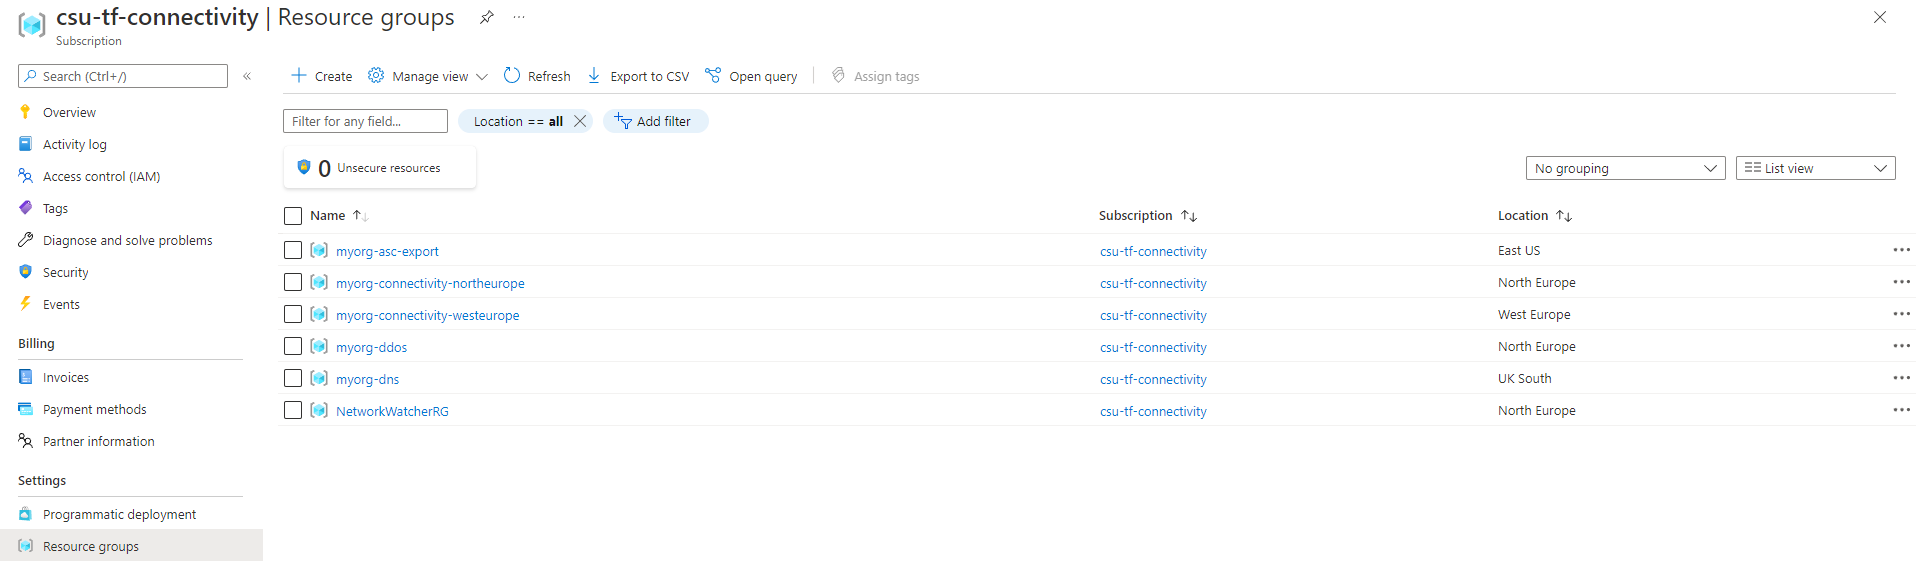 csu-tf-connectivity | Resource groups
Subscription
Search (Ctrl+/)
Overview
Activity log
Access control (IAM)
Tags
Diagnose and solve problems
Security
Events
Billing
Invoices
Payment methods
Partner information
Settings
Programmatic deployment
Resource groups
Create Manage view Refresh Export to CSV Open query Assign tags
Filter for any field... Location == all Add filter
0 Unsecure resources
No grouping List view
Name Subscription Location
myorg-asc-export csu-tf-connectivity East US
myorg-connectivity-northeurope csu-tf-connectivity North Europe
myorg-connectivity-westeurope csu-tf-connectivity West Europe
myorg-ddos csu-tf-connectivity North Europe
myorg-dns csu-tf-connectivity UK South
NetworkWatcherRG csu-tf-connectivity North Europe